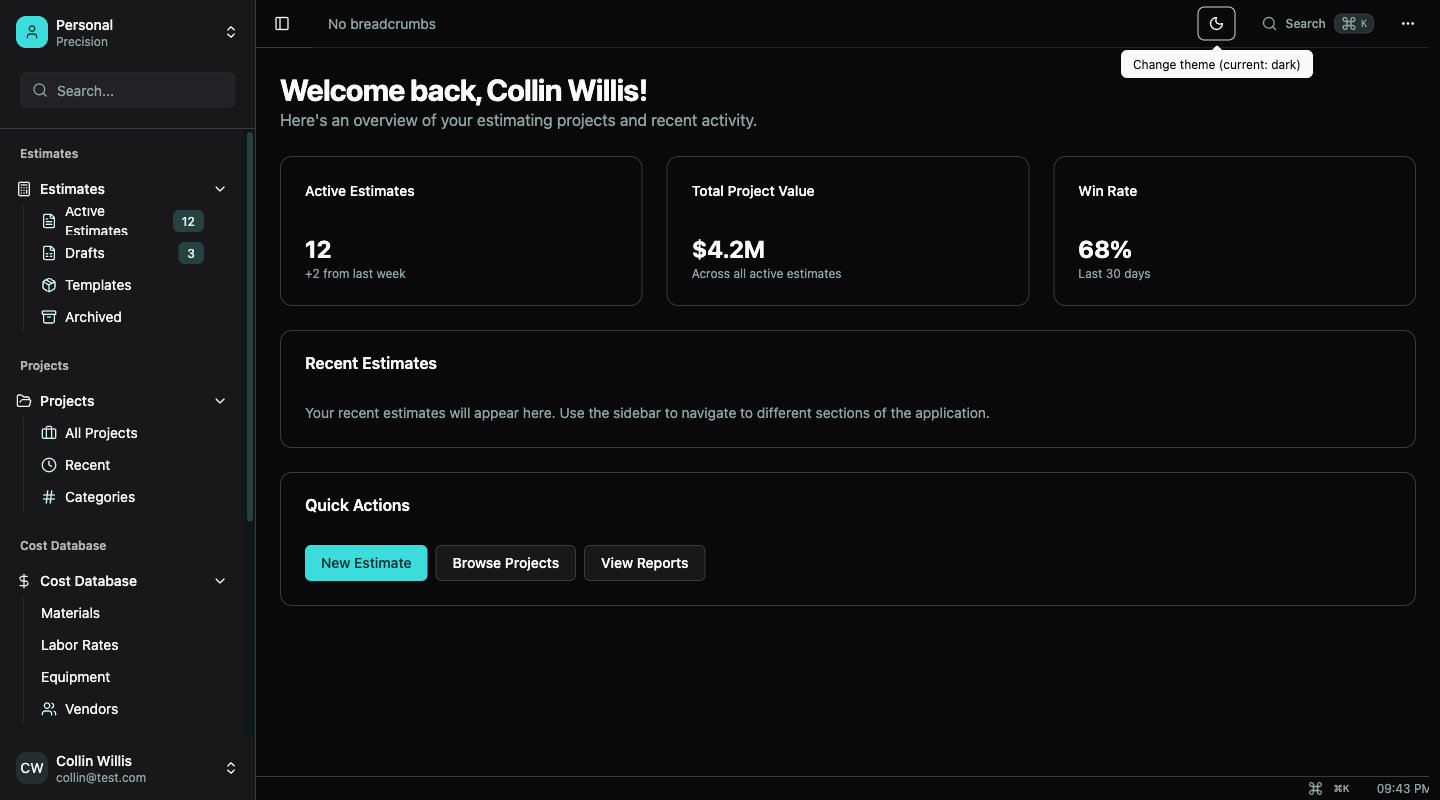 Personal
Precision
Search...
Estimates
Estimates
Active
Estimates
12
Drafts
3
Templates
Archived
Projects
Projects
All Projects
Recent
Categories
Cost Database
Cost Database
Materials
Labor Rates
Equipment
Vendors
CW
Collin Willis
collin@test.com
No breadcrumbs
Search ⌘ K
Change theme (current: dark)
Welcome back, Collin Willis!
Here's an overview of your estimating projects and recent activity.
Active Estimates
12
+2 from last week
Total Project Value
$4.2M
Across all active estimates
Win Rate
68%
Last 30 days
Recent Estimates
Your recent estimates will appear here. Use the sidebar to navigate to different sections of the application.
Quick Actions
New Estimate
Browse Projects
View Reports
⌘ ⌘K
09:43 PM